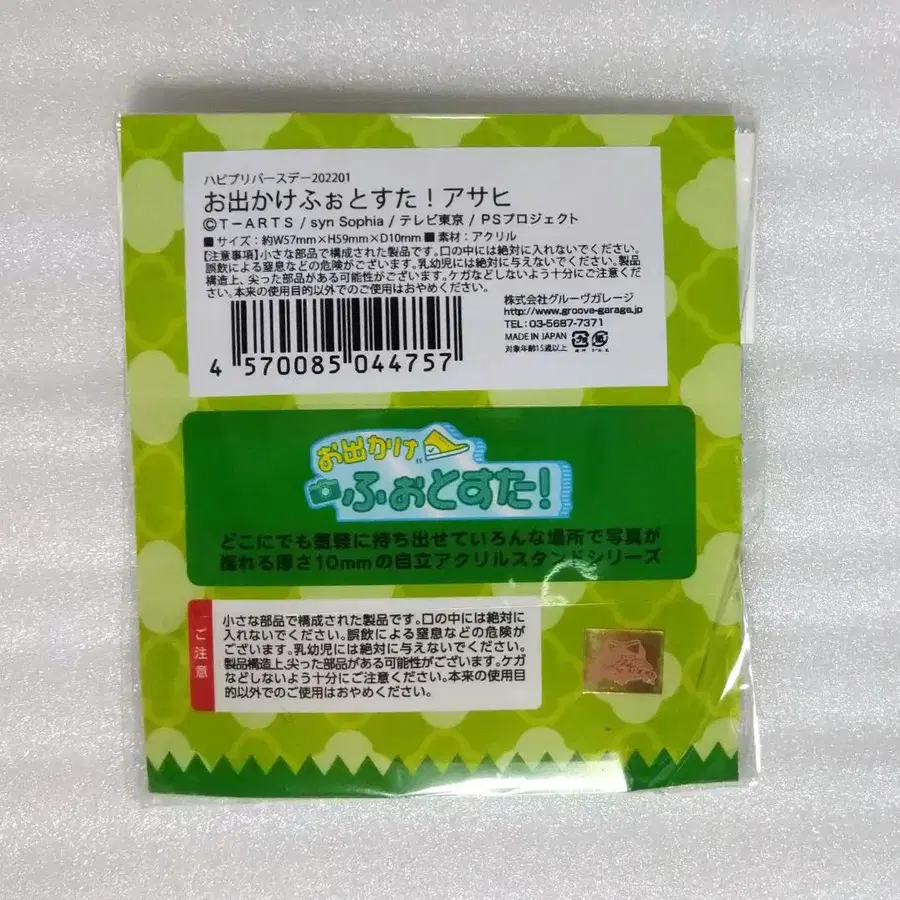 ハピプリバースデー202201
お出かけふぉとすた！アサヒ
©T-ARTS / syn Sophia / テレビ東京 / PSプロジェクト
■サイズ：約W57mm×H59mm×D10mm ■素材：アクリル
【注意事項】小さな部品で構成された製品です。口の中には絶対に入れないでください。
誤飲による窒息などの危険がございます。乳幼児には絶対に与えないでください。製品
構造上、尖った部品がある可能性がございます。ケガなどしないよう十分にご注意くだ
さい。本来の使用目的以外でのご使用はおやめください。
株式会社グルーヴガレージ
http://www.groove-garage.jp/
TEL：03-5687-7371
MADE IN JAPAN
対象年齢15歳以上
4 570085 044757
お出かけ
ふぉとすた！
どこにでも気軽に持ち出せていろんな場所で写真が
撮れる厚さ10mmの自立アクリルスタンドシリーズ
ご注意
小さな部品で構成された製品です。口の中には絶対に
入れないでください。誤飲による窒息などの危険が
ございます。乳幼児には絶対に与えないでください。
製品構造上、尖った部品がある可能性がございます。ケガ
などしないよう十分にご注意ください。本来の使用目
的以外でのご使用はおやめください。